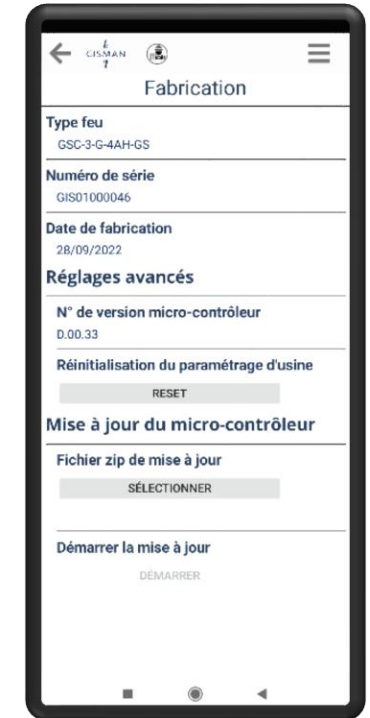 GISMAN
Fabrication
Type feu
GSC-3-G-4AH-GS
Numéro de série
GIS01000046
Date de fabrication
28/09/2022
Réglages avancés
N° de version micro-contrôleur
D.00.33
Réinitialisation du paramétrage d'usine
RESET
Mise à jour du micro-contrôleur
Fichier zip de mise à jour
SÉLECTIONNER
Démarrer la mise à jour
DÉMARRER